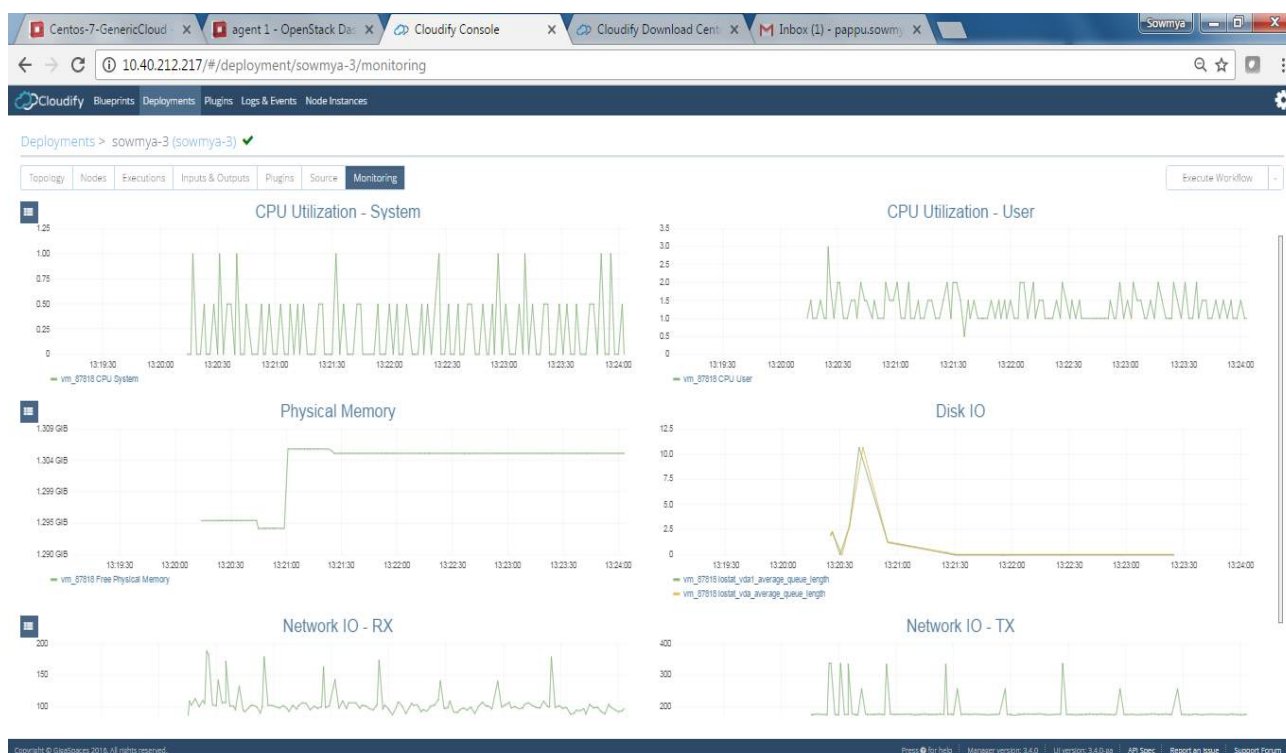 Centos-7-GenericCloud - X agent 1 - OpenStack Das X Cloudify Console X Cloudify Download Cent X Inbox (1) - pappu.sowmy X Sowmya
10.40.212.217/#/deployment/sowmya-3/monitoring
Cloudify Blueprints Deployments Plugins Logs & Events Node Instances
Deployments > sowmya-3 (sowmya-3)
Topology Nodes Executions Inputs & Outputs Plugins Source Monitoring Execute Workflow
CPU Utilization - System
1.25
1.00
0.75
0.50
0.25
0
13:19:30 13:20:00 13:20:30 13:21:00 13:21:30 13:22:00 13:22:30 13:23:00 13:23:30 13:24:00
vm_87818 CPU System
CPU Utilization - User
3.5
3.0
2.5
2.0
1.5
1.0
0.5
0
13:19:30 13:20:00 13:20:30 13:21:00 13:21:30 13:22:00 13:22:30 13:23:00 13:23:30 13:24:00
vm_87818 CPU User
Physical Memory
1.309 GiB
1.304 GiB
1.299 GiB
1.295 GiB
1.290 GiB
13:19:30 13:20:00 13:20:30 13:21:00 13:21:30 13:22:00 13:22:30 13:23:00 13:23:30 13:24:00
vm_87818 Free Physical Memory
Disk IO
12.5
10.0
7.5
5.0
2.5
0
13:19:30 13:20:00 13:20:30 13:21:00 13:21:30 13:22:00 13:22:30 13:23:00 13:23:30 13:24:00
vm_87818 iostat_vda1_average_queue_length
vm_87818 iostat_vda_average_queue_length
Network IO - RX
200
150
100
Network IO - TX
400
300
200
Copyright © GigaSpaces 2016. All rights reserved. Press ? for help Manager version: 3.4.0 UI version: 3.4.0-ga API Spec Report an Issue Support Forum